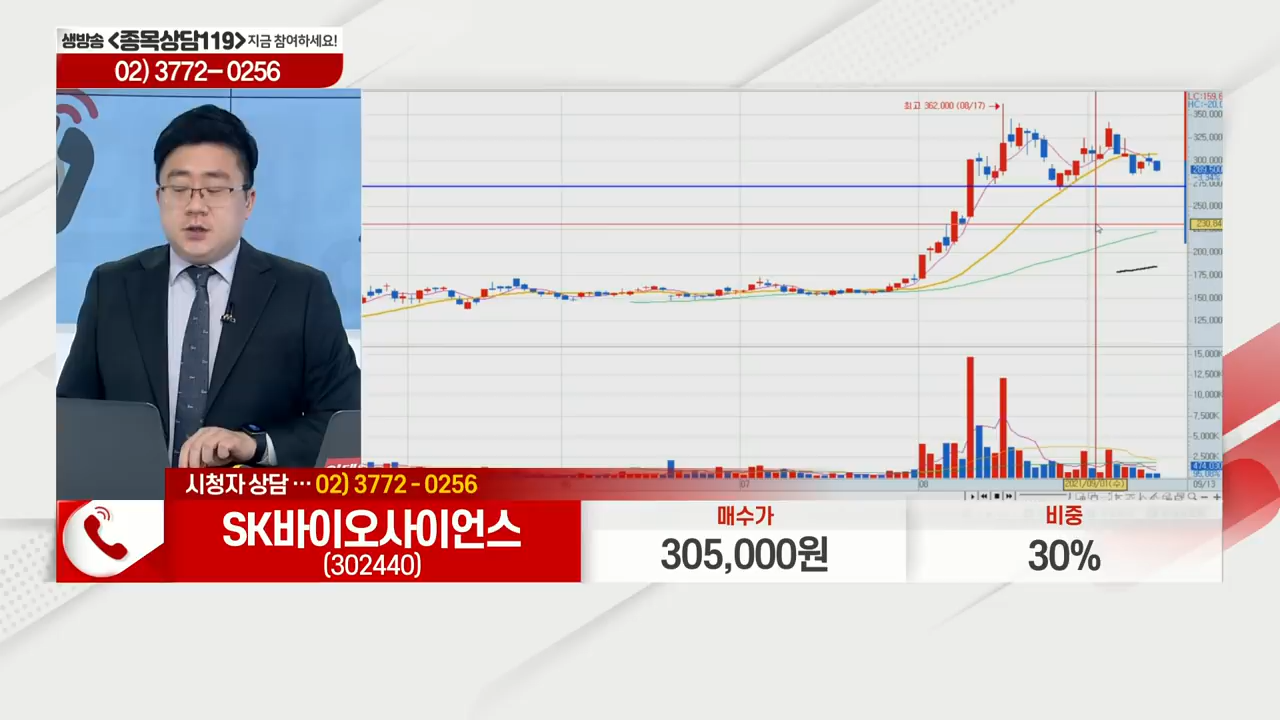 생방송 <종목상담119> 지금 참여하세요!
02) 3772-0256
최고 362,000 (08/17)
350,000
325,000
300,000
275,000
250,000
200,000
175,000
150,000
125,000
15,000K
12,500K
10,000K
7,500K
5,000K
2,500K
07
08
2021/09/01(수)
09/13
시청자 상담 ··· 02) 3772 - 0256
SK바이오사이언스
(302440)
매수가
305,000원
비중
30%